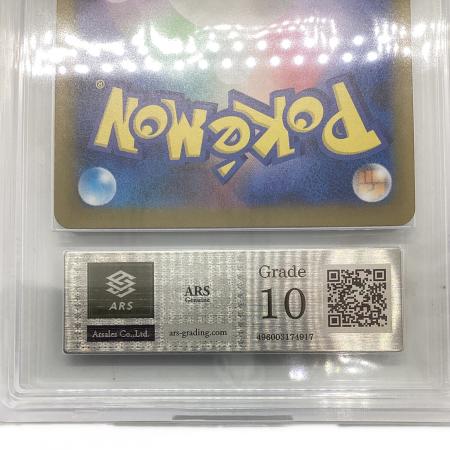 POKéMON
®
ARS
Arsales Co.,Ltd.
ARS
Genuine
ars-grading.com
Grade
10
496003174917